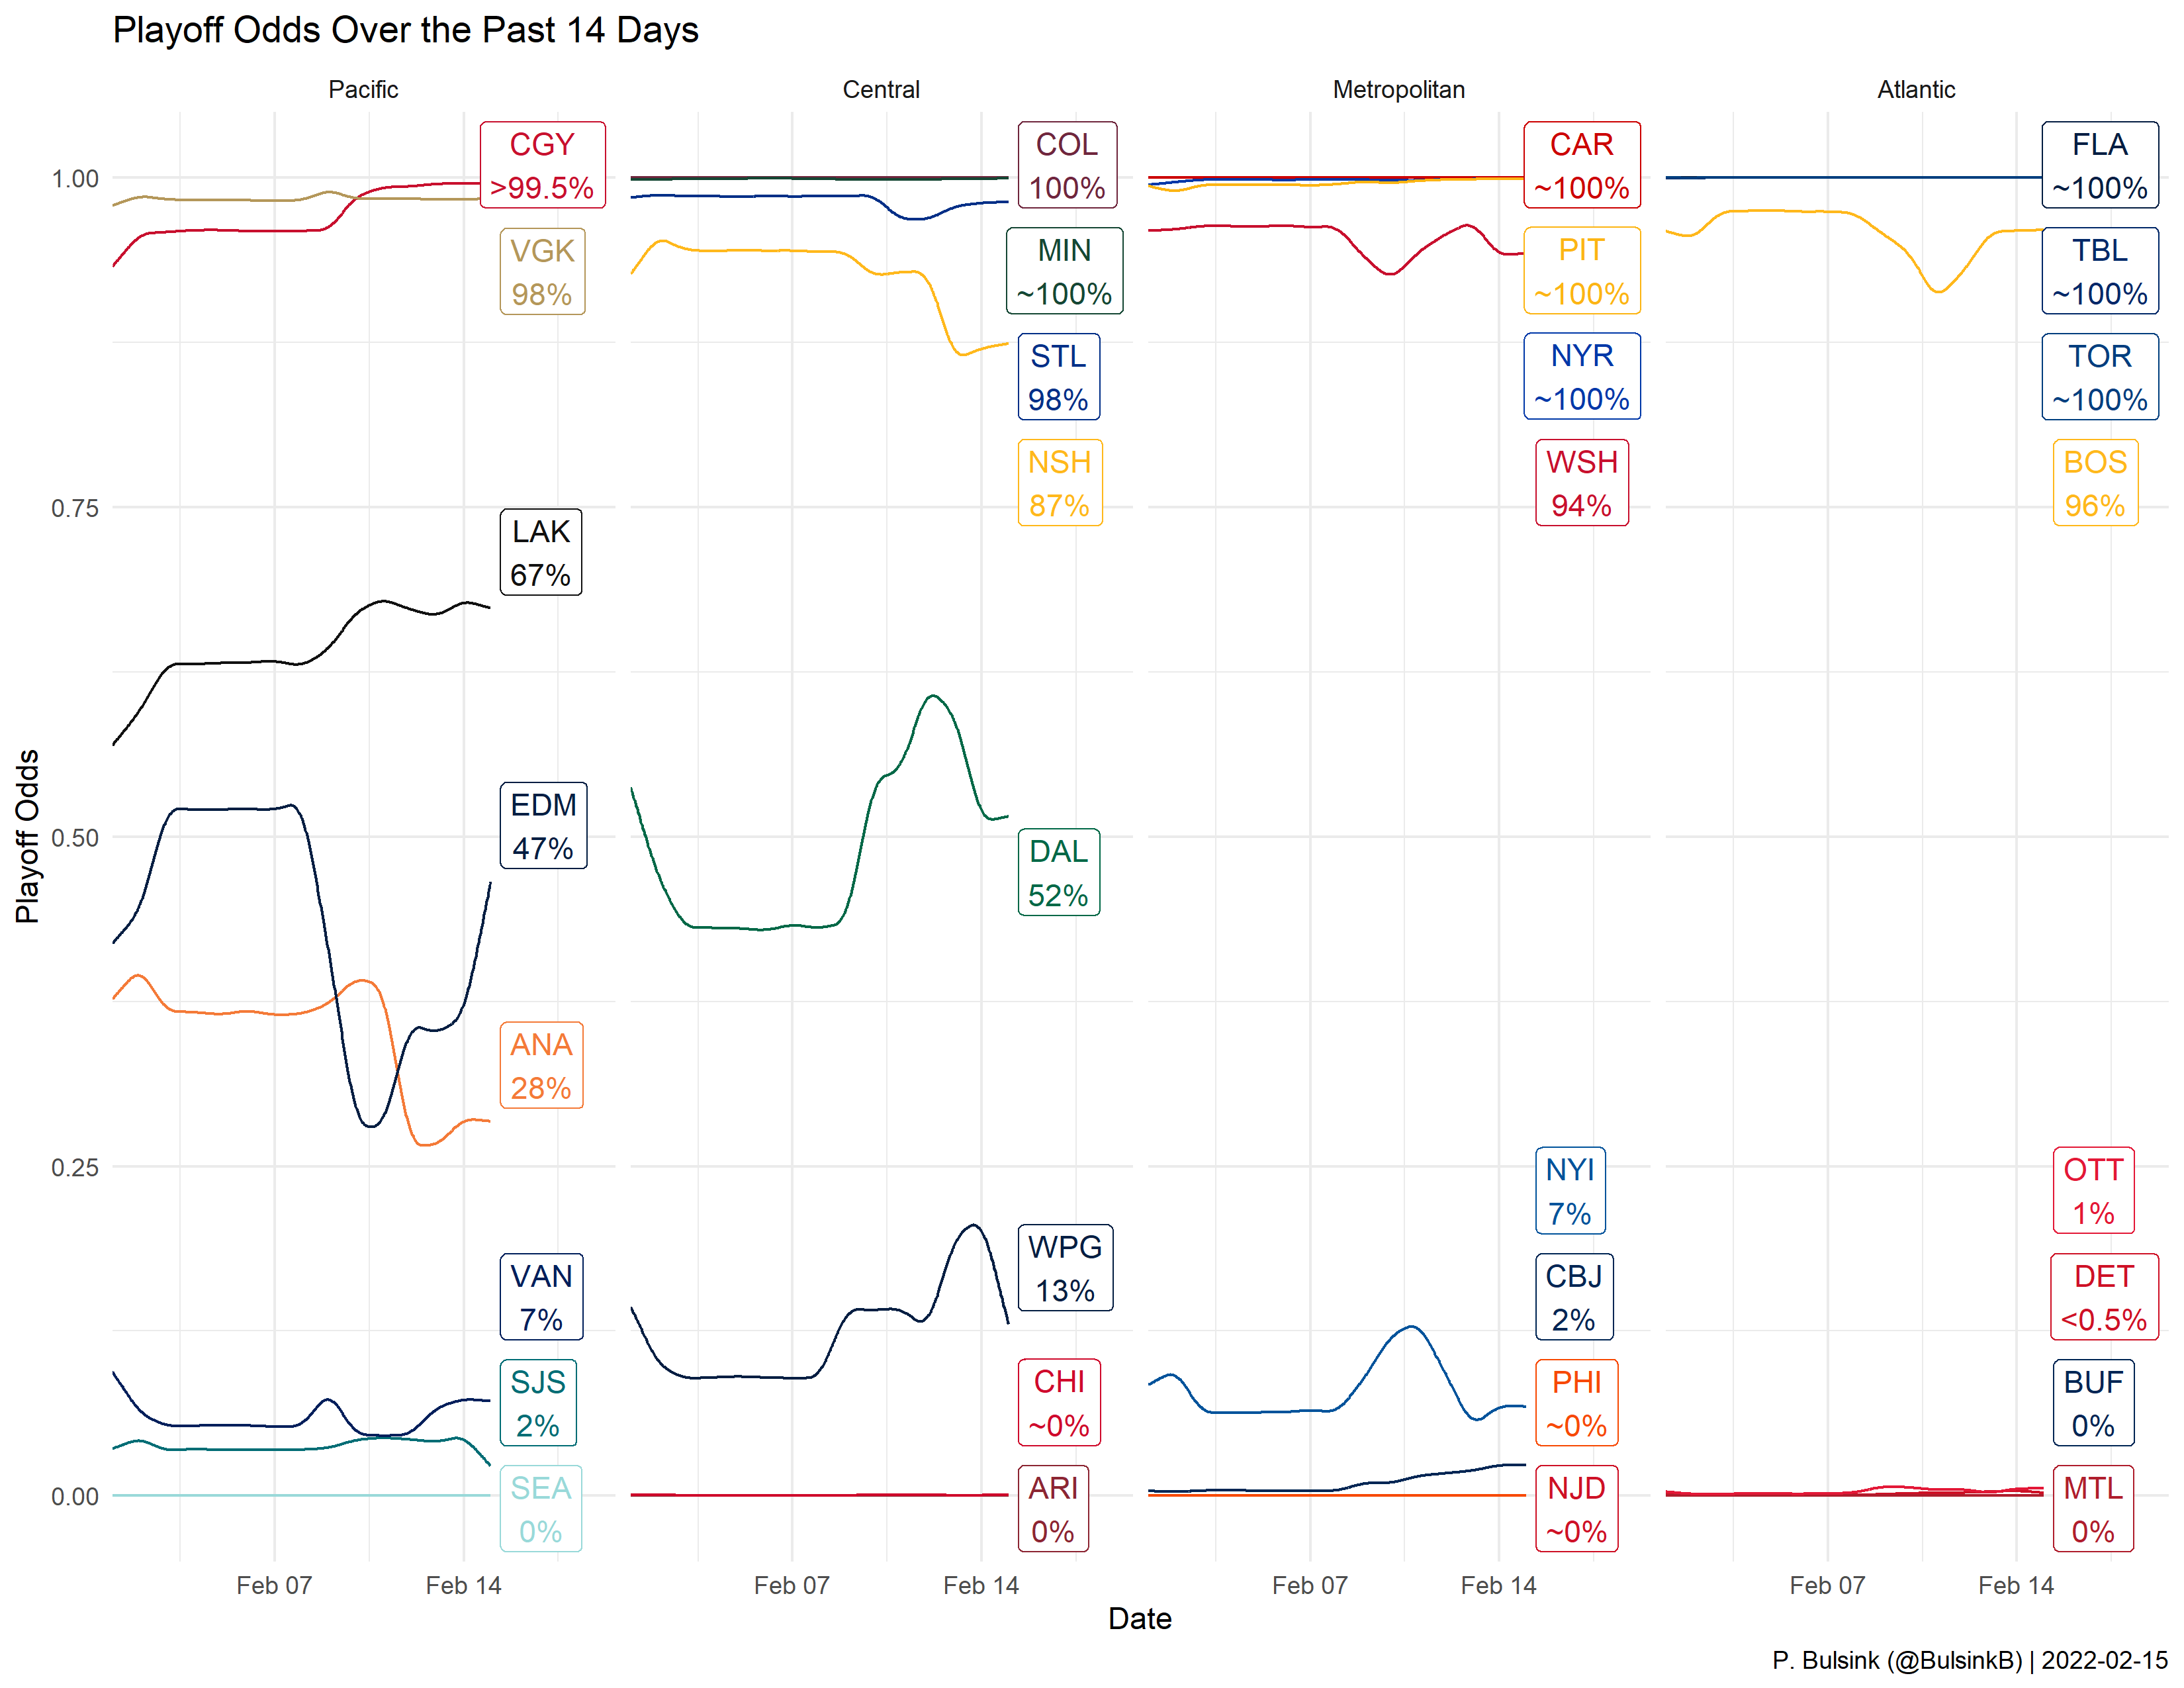 Playoff Odds Over the Past 14 Days
Pacific
Central
Metropolitan
Atlantic
Playoff Odds
1.00
0.75
0.50
0.25
0.00
CGY
>99.5%
VGK
98%
LAK
67%
EDM
47%
ANA
28%
VAN
7%
SJS
2%
SEA
0%
COL
100%
MIN
~100%
STL
98%
NSH
87%
DAL
52%
WPG
13%
CHI
~0%
ARI
0%
CAR
~100%
PIT
~100%
NYR
~100%
WSH
94%
NYI
7%
CBJ
2%
PHI
~0%
NJD
~0%
FLA
~100%
TBL
~100%
TOR
~100%
BOS
96%
OTT
1%
DET
<0.5%
BUF
0%
MTL
0%
Feb 07
Feb 14
Feb 07
Feb 14
Feb 07
Feb 14
Feb 07
Feb 14
Date
P. Bulsink (@BulsinkB) | 2022-02-15